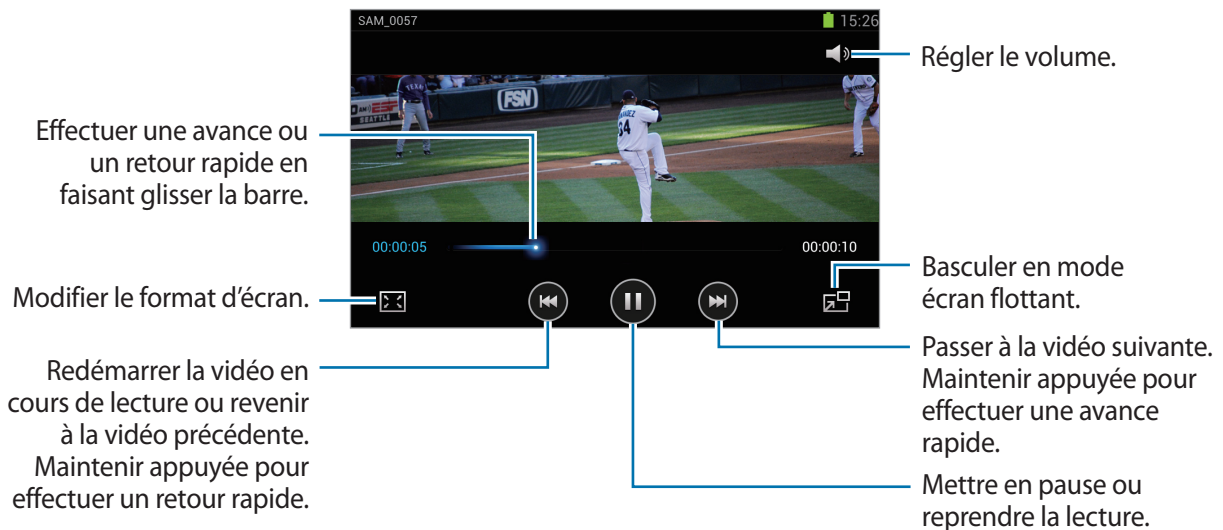 SAM_0057
15:26
Régler le volume.
TEXAS
FSN
SEATTLE
34
Effectuer une avance ou
un retour rapide en
faisant glisser la barre.
00:00:05
00:00:10
Basculer en mode
écran flottant.
Modifier le format d'écran.
Passer à la vidéo suivante.
Maintenir appuyée pour
effectuer une avance
rapide.
Redémarrer la vidéo en
cours de lecture ou revenir
à la vidéo précédente.
Maintenir appuyée pour
effectuer un retour rapide.
Mettre en pause ou
reprendre la lecture.